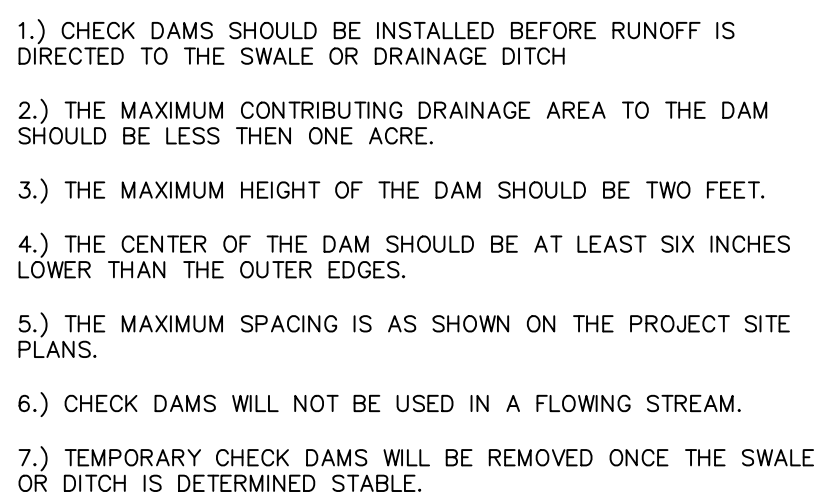 1.) CHECK DAMS SHOULD BE INSTALLED BEFORE RUNOFF IS
DIRECTED TO THE SWALE OR DRAINAGE DITCH
2.) THE MAXIMUM CONTRIBUTING DRAINAGE AREA TO THE DAM
SHOULD BE LESS THEN ONE ACRE.
3.) THE MAXIMUM HEIGHT OF THE DAM SHOULD BE TWO FEET.
4.) THE CENTER OF THE DAM SHOULD BE AT LEAST SIX INCHES
LOWER THAN THE OUTER EDGES.
5.) THE MAXIMUM SPACING IS AS SHOWN ON THE PROJECT SITE
PLANS.
6.) CHECK DAMS WILL NOT BE USED IN A FLOWING STREAM.
7.) TEMPORARY CHECK DAMS WILL BE REMOVED ONCE THE SWALE
OR DITCH IS DETERMINED STABLE.